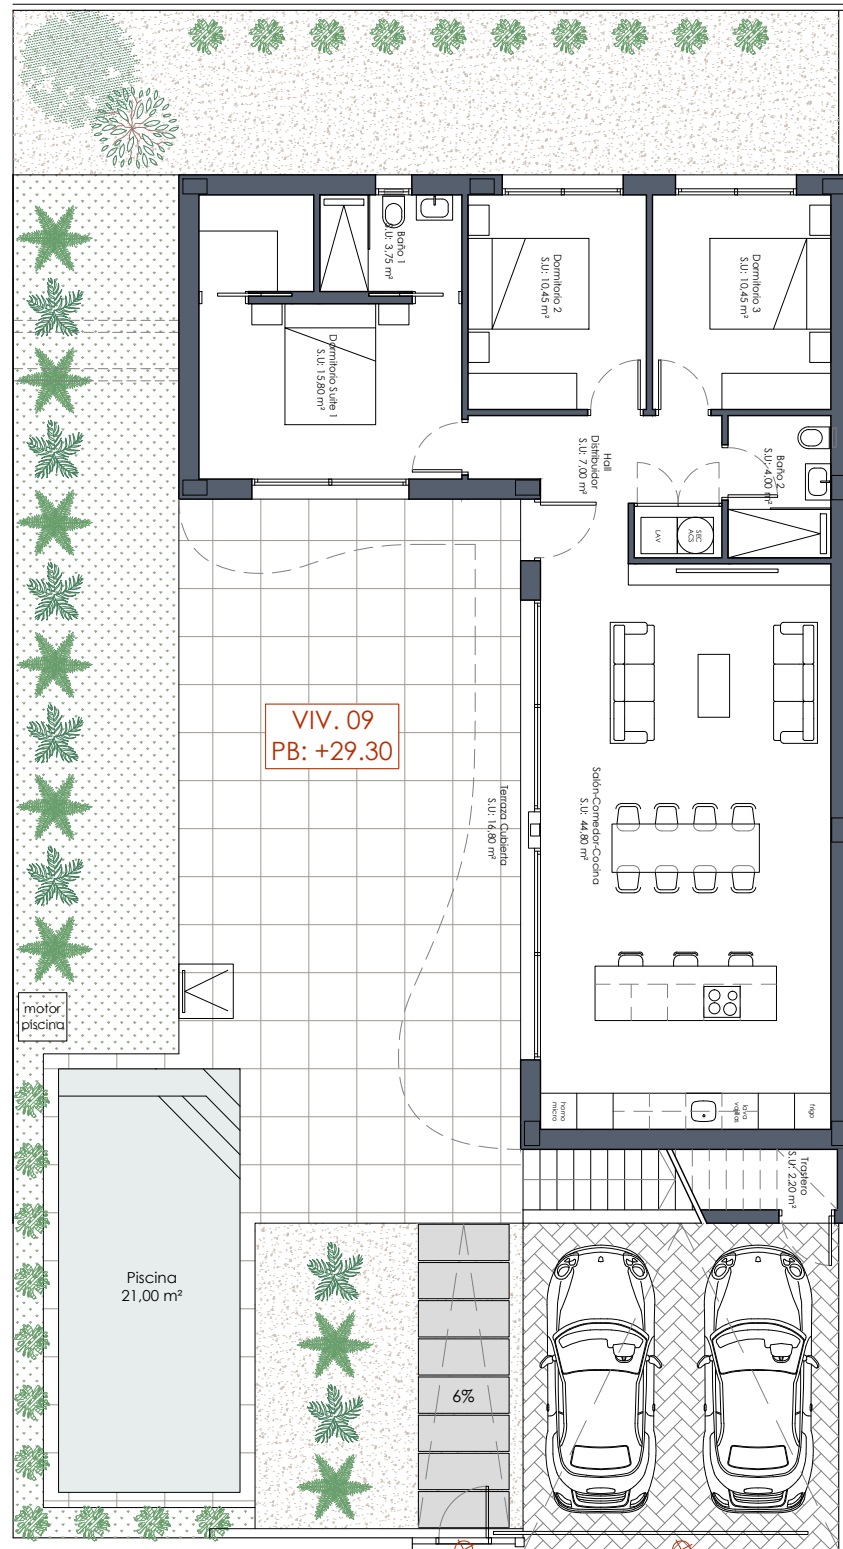 Baño 1
S.U: 3,75 m²
Dormitorio 2
S.U: 10,45 m²
Dormitorio 3
S.U: 10,45 m²
Dormitorio Suite 1
S.U: 15,80 m²
Hall
Distribuidor
S.U: 7,00 m²
Baño 2
S.U: 4,00 m²
LAV
SEC
ACS
VIV. 09
PB: +29.30
Terraza Cubierta
S.U: 16,80 m²
Salón-Comedor-Cocina
S.U: 44,80 m²
motor
piscina
horno
micro
lava
vajillas
frigo
Trastero
S.U: 2,20 m²
Piscina
21,00 m²
6%